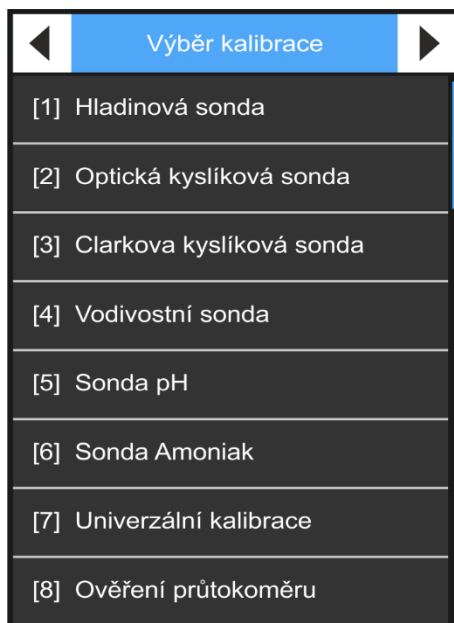 Výběr kalibrace
[1] Hladinová sonda
[2] Optická kyslíková sonda
[3] Clarkova kyslíková sonda
[4] Vodivostní sonda
[5] Sonda pH
[6] Sonda Amoniak
[7] Univerzální kalibrace
[8] Ověření průtokoměru